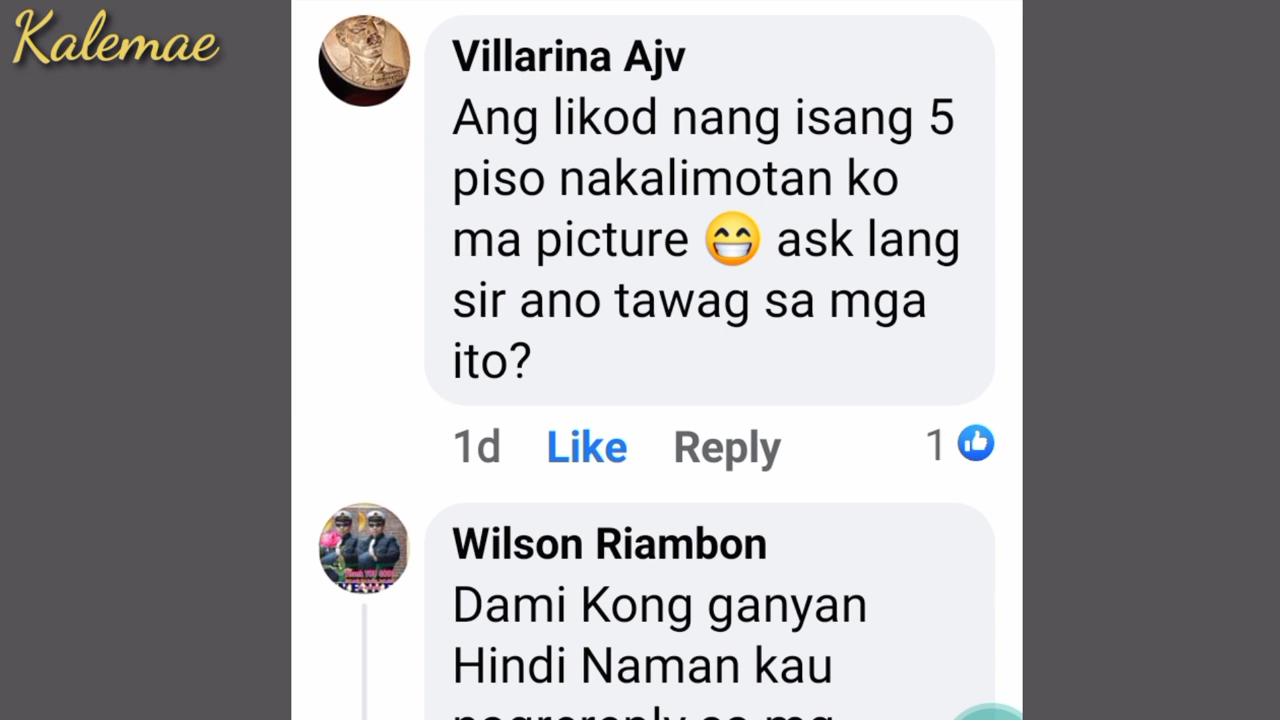 Kalemae
Villarina Ajv
Ang likod nang isang 5
piso nakalimotan ko
ma picture 😁 ask lang
sir ano tawag sa mga
ito?
1d Like Reply 1
Wilson Riambon
Dami Kong ganyan
Hindi Naman kau